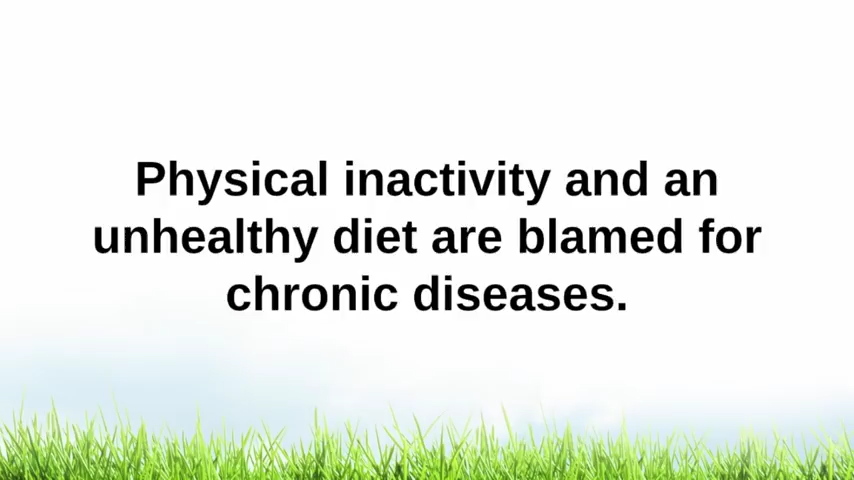 Physical inactivity and an
unhealthy diet are blamed for
chronic diseases.